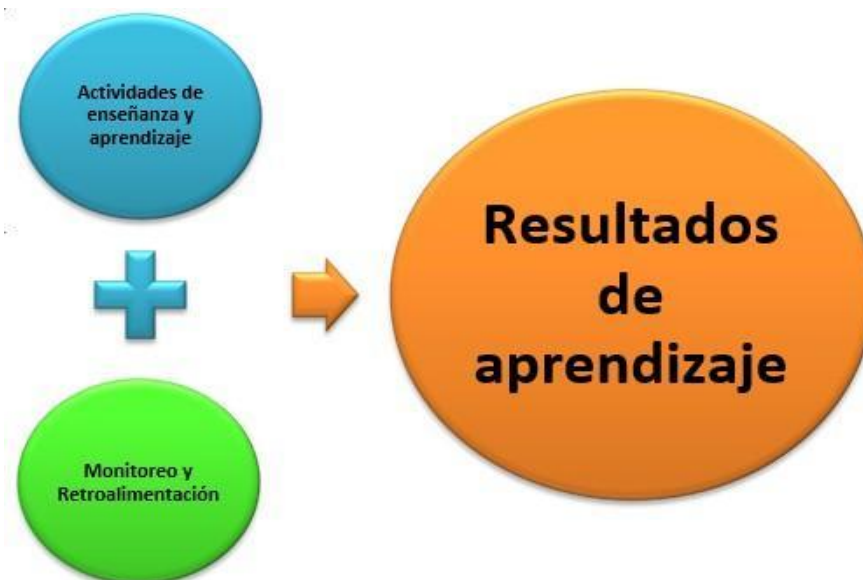 Actividades de
enseñanza y
aprendizaje
Monitoreo y
Retroalimentación
Resultados
de
aprendizaje